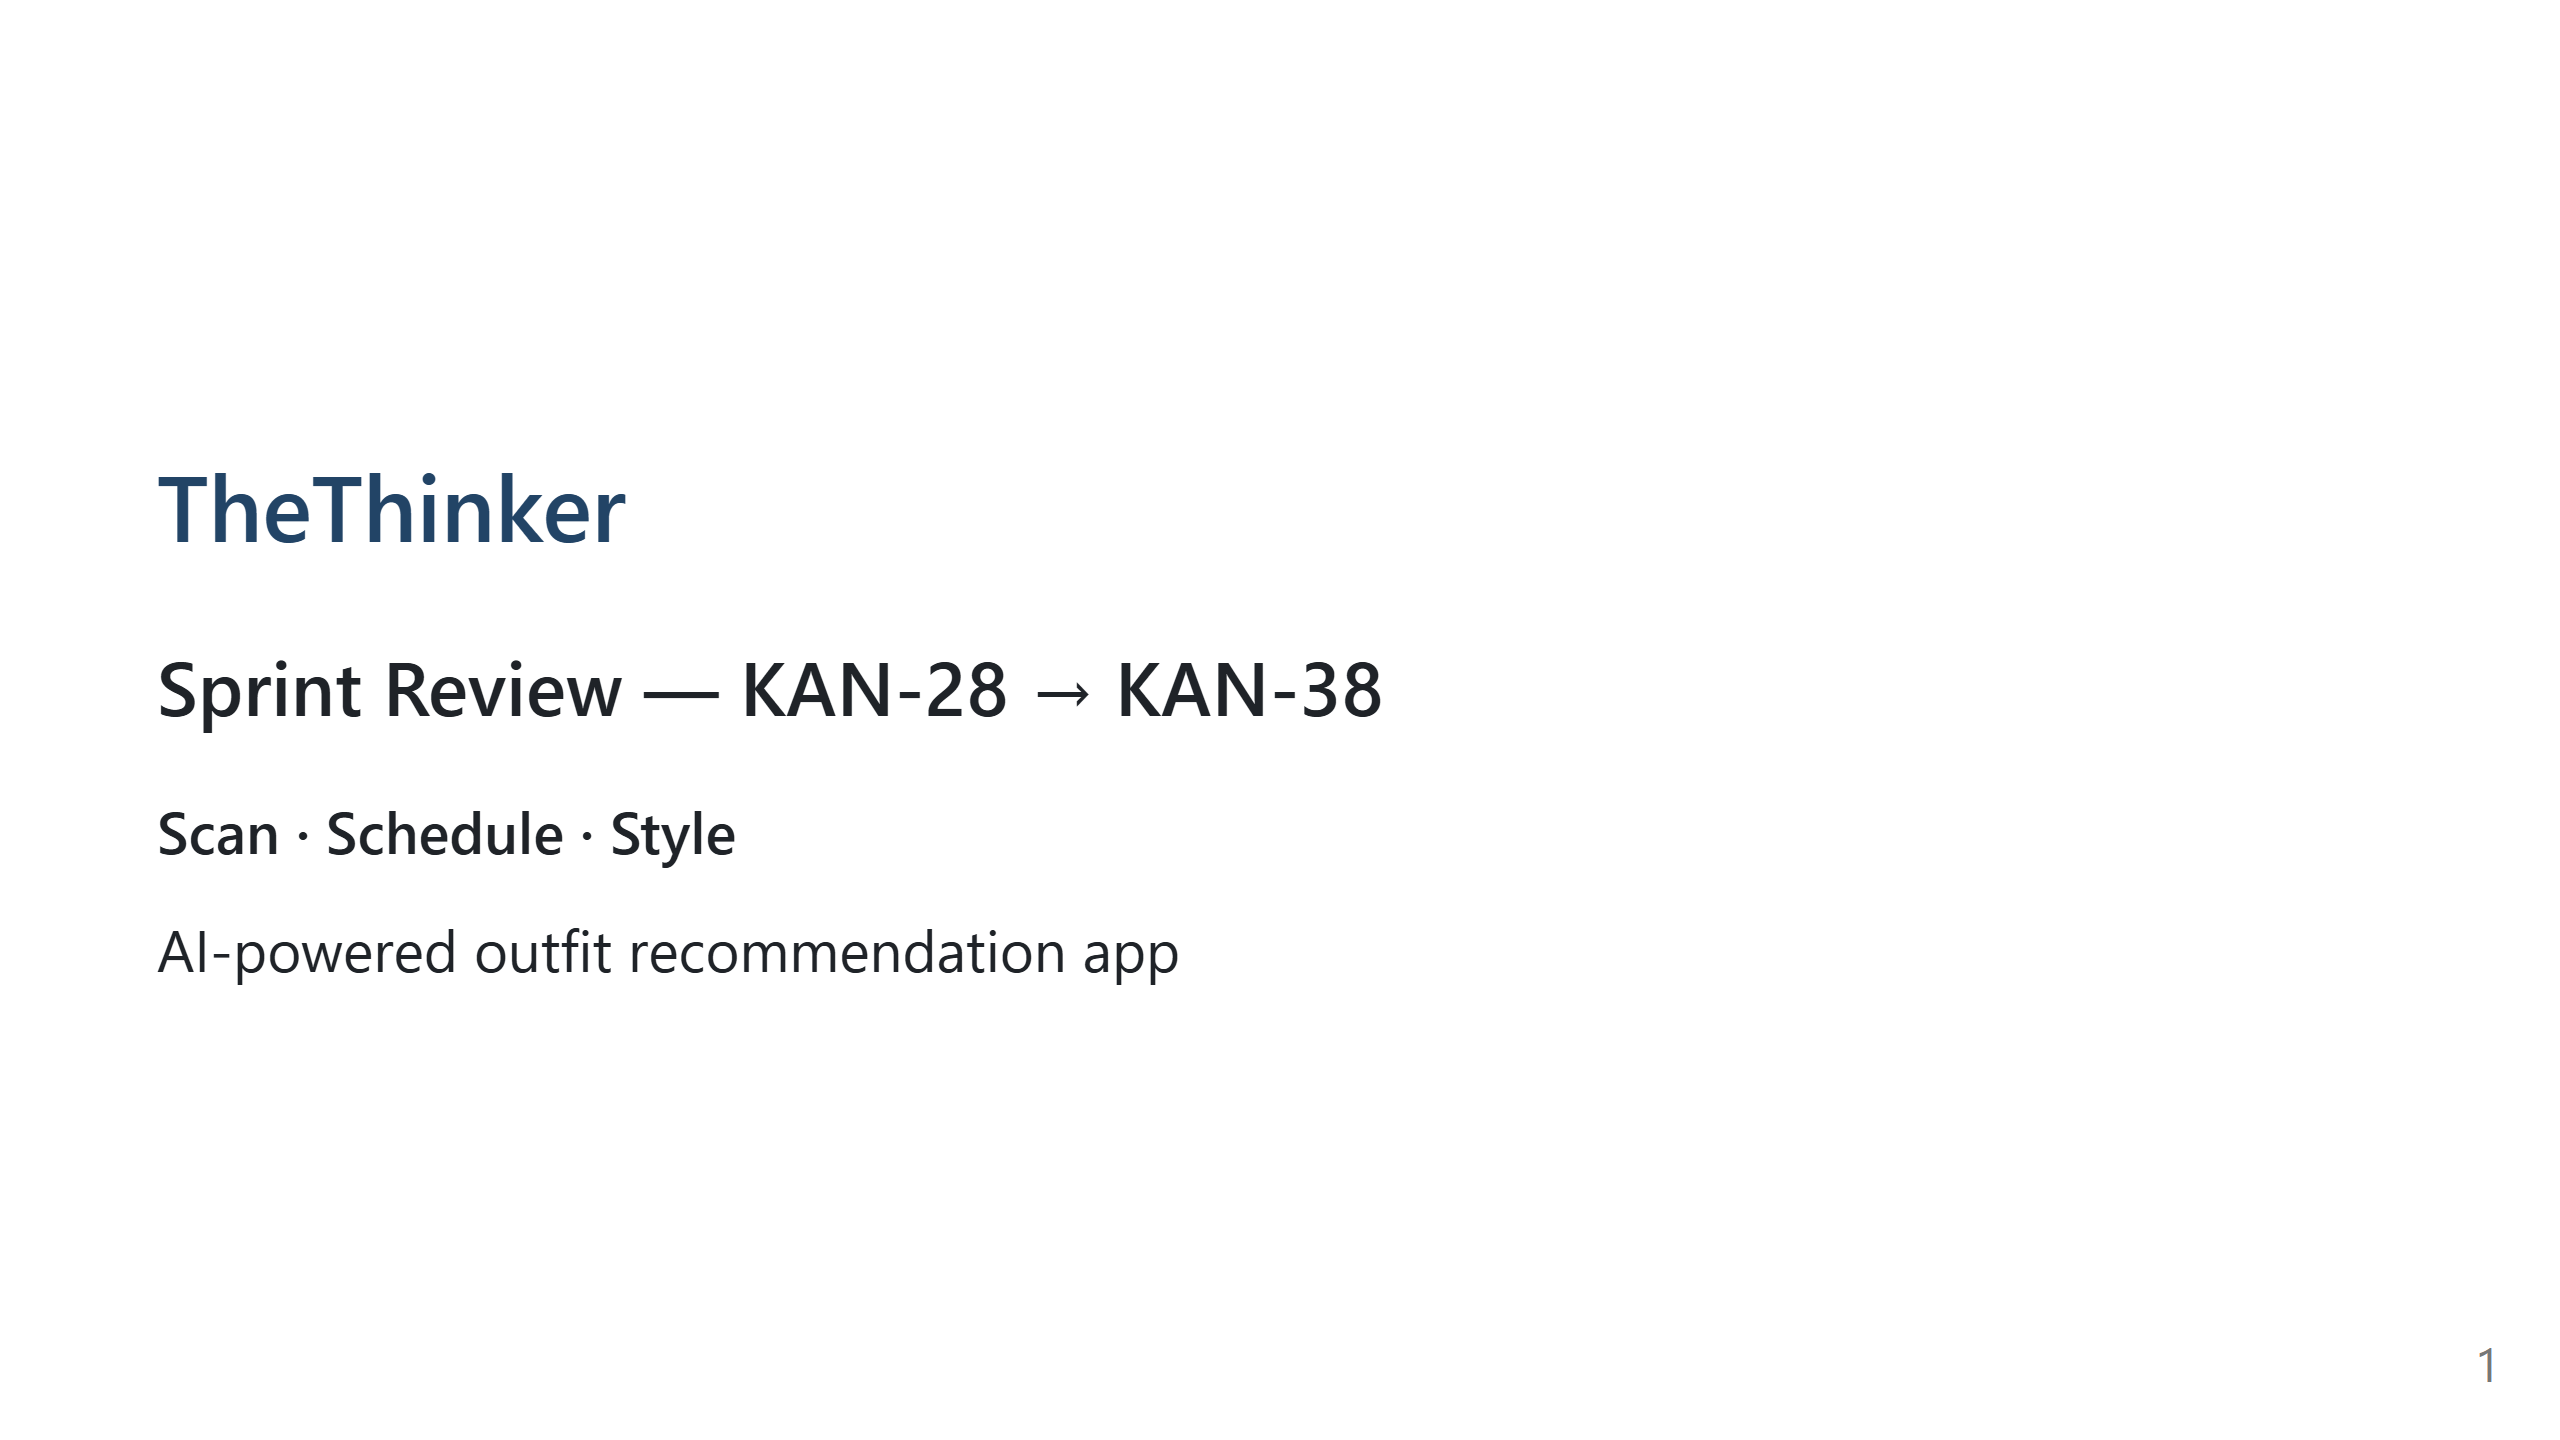 TheThinker
Sprint Review — KAN-28 → KAN-38
Scan · Schedule · Style
AI-powered outfit recommendation app
1